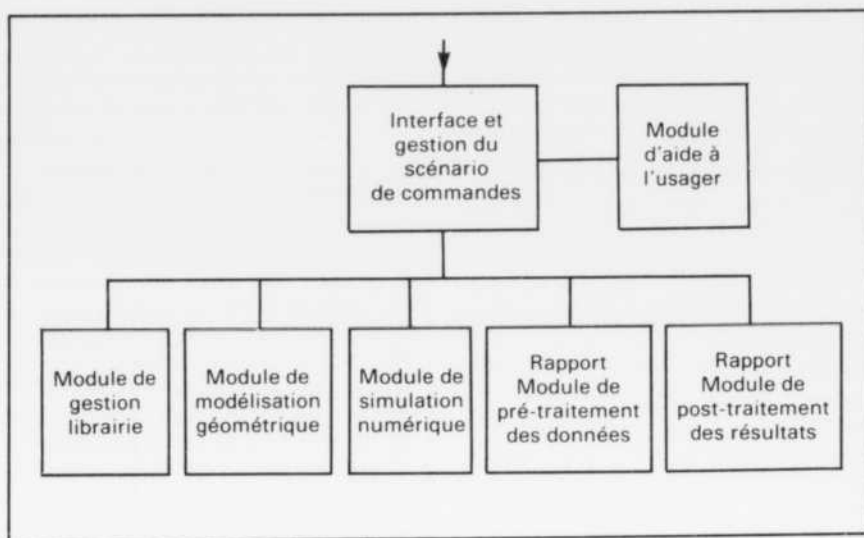 Interface et
gestion du
scénario
de commandes
Module
d'aide à
l'usager
Module de
gestion
librairie
Module de
modélisation
géométrique
Module de
simulation
numérique
Rapport
Module de
pré-traitement
des données
Rapport
Module de
post-traitement
des résultats